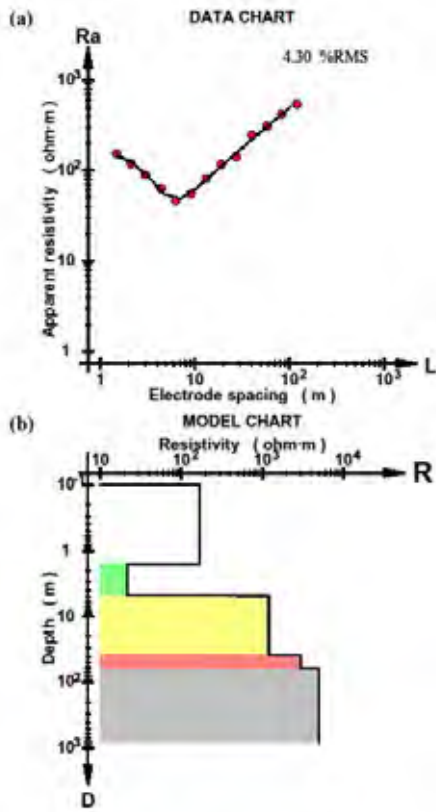 (a)
DATA CHART
Ra
4.30 %RMS
10³
10²
10
1
Apparent resistivity ( ohm·m )
1
10
10²
10³
L
Electrode spacing ( m )
(b)
MODEL CHART
Resistivity ( ohm·m )
10
10²
10³
10⁴
R
1
10
10²
10³
Depth ( m )
D